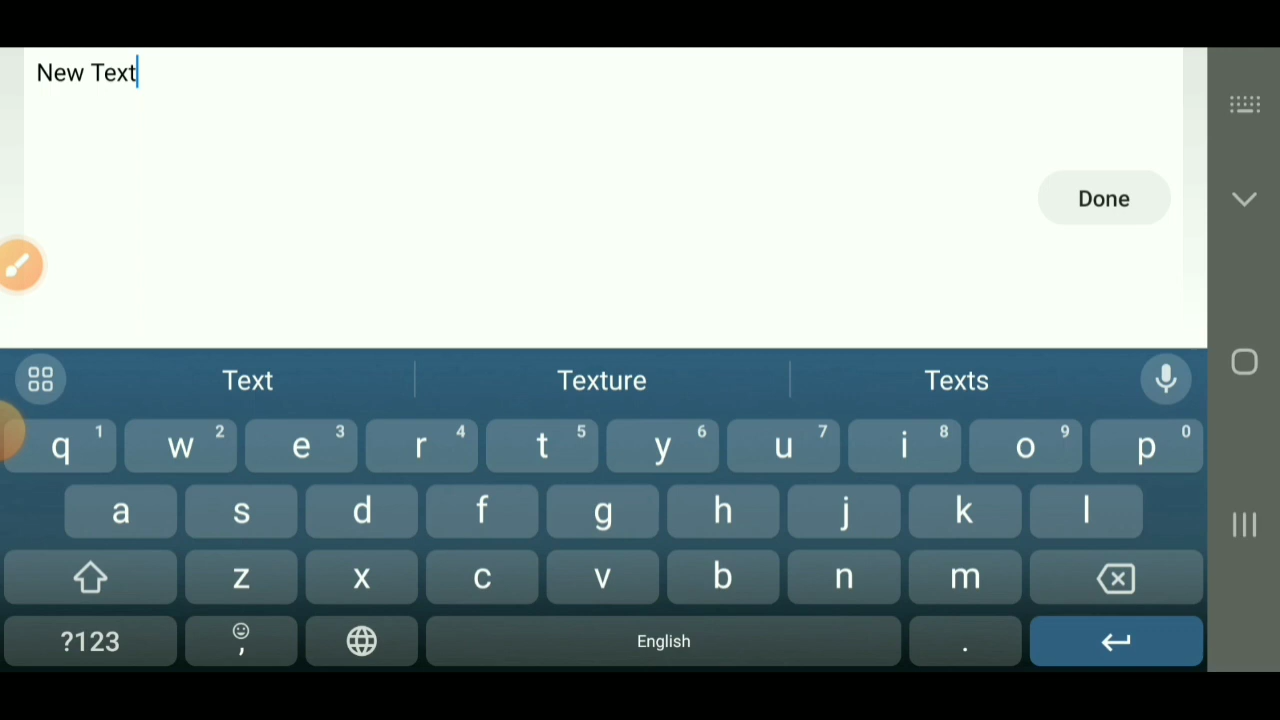 New Text
Done
Text Texture Texts
q 1 w 2 e 3 r 4 t 5 y 6 u 7 i 8 o 9 p 0
a s d f g h j k l
z x c v b n m
?123 , English .